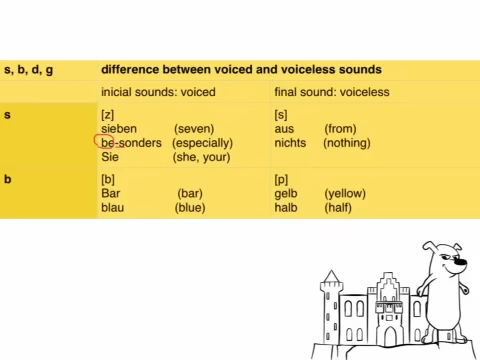 s, b, d, g difference between voiced and voiceless sounds
inicial sounds: voiced final sound: voiceless
s [z] [s]
sieben (seven) aus (from)
be-sonders (especially) nichts (nothing)
Sie (she, your)
b [b] [p]
Bar (bar) gelb (yellow)
blau (blue) halb (half)